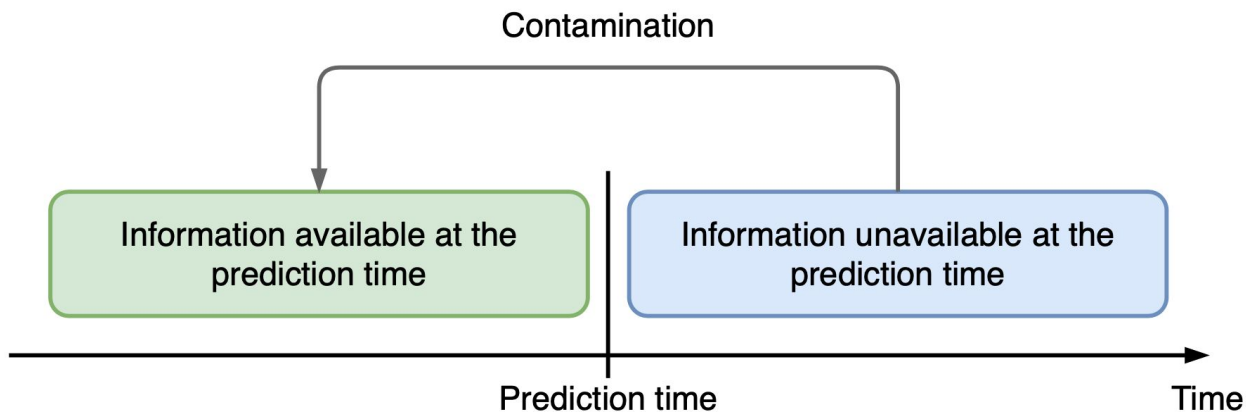 Contamination
Information available at the
prediction time
Information unavailable at the
prediction time
Prediction time
Time